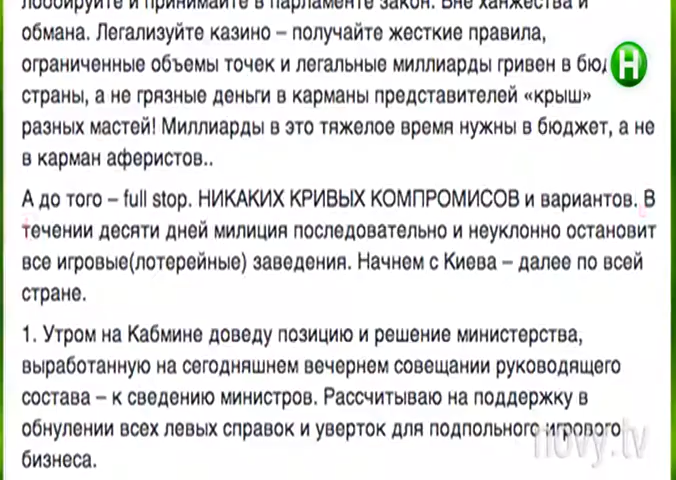 лоббируйте и принимайте в парламенте закон. Вне ханжества и
обмана. Легализуйте казино – получайте жесткие правила,
ограниченные объемы точек и легальные миллиарды гривен в
страны, а не грязные деньги в карманы представителей «крыш»
разных мастей! Миллиарды в это тяжелое время нужны в бюджет, а не
в карман аферистов..
А до того – full stop. НИКАКИХ КРИВЫХ КОМПРОМИСОВ и вариантов. В
течении десяти дней милиция последовательно и неуклонно остановит
все игровые(лотерейные) заведения. Начнем с Киева – далее по всей
стране.
1. Утром на Кабмине доведу позицию и решение министерства,
выработанную на сегодняшнем вечернем совещании руководящего
состава – к сведению министров. Рассчитываю на поддержку в
обнулении всех левых справок и уверток для подпольного игрового
бизнеса.
Н
novy.tv